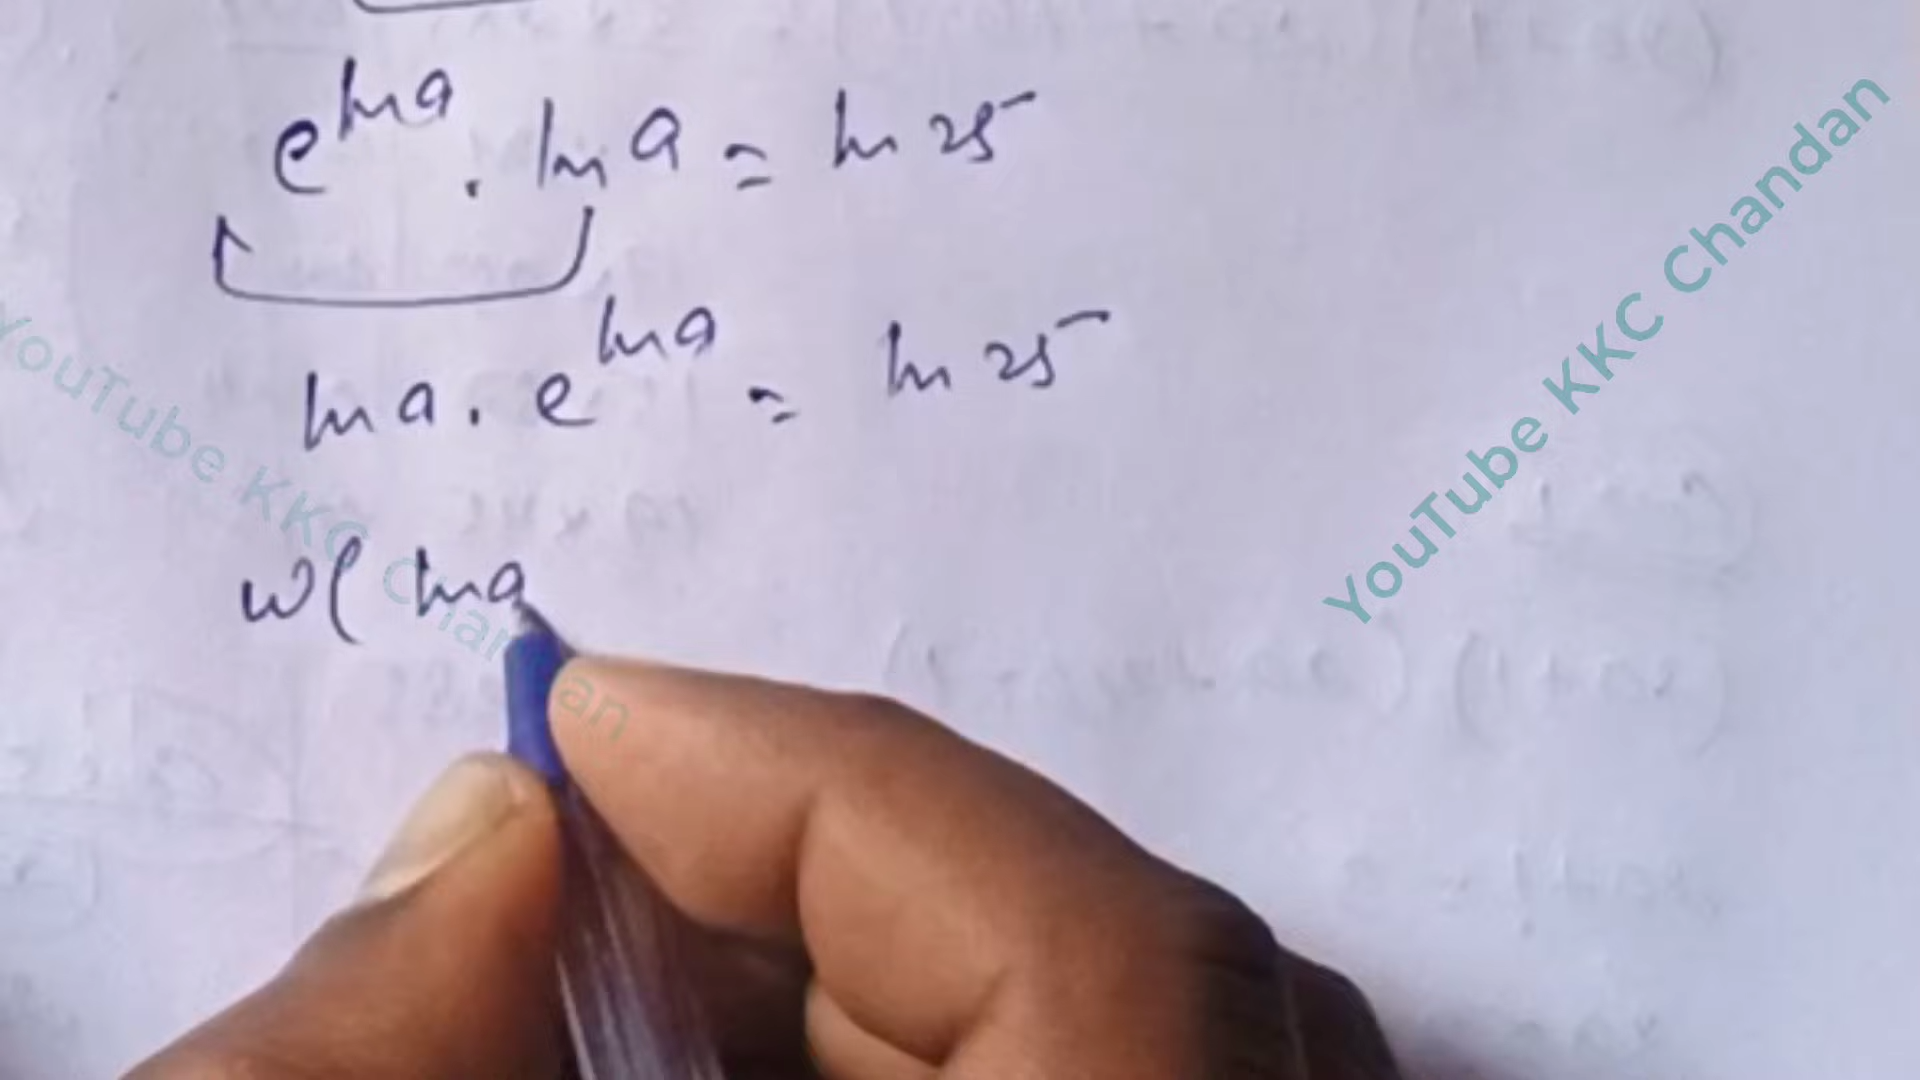 e^{ln a} . ln a = ln 25
ln a . e^{ln a} = ln 25
W( ln a
YouTube KKC Chandan
YouTube KKC Chandan